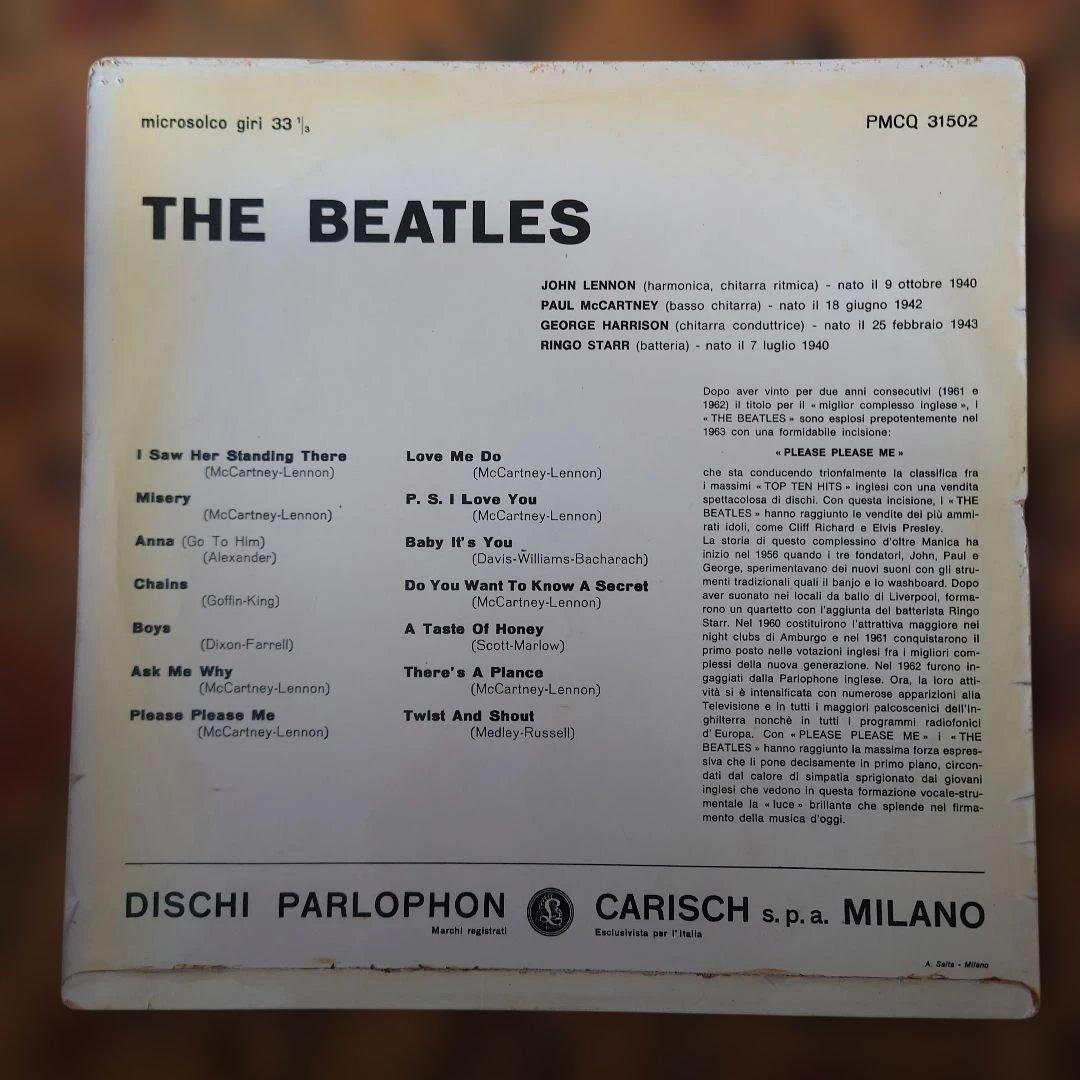 microsolco giri 33 1/3
PMCQ 31502
THE BEATLES
JOHN LENNON (harmonica, chitarra ritmica) - nato il 9 ottobre 1940
PAUL McCARTNEY (basso chitarra) - nato il 18 giugno 1942
GEORGE HARRISON (chitarra conduttrice) - nato il 25 febbraio 1943
RINGO STARR (batteria) - nato il 7 luglio 1940
I Saw Her Standing There
(McCartney-Lennon)
Misery
(McCartney-Lennon)
Anna (Go To Him)
(Alexander)
Chains
(Goffin-King)
Boys
(Dixon-Farrell)
Ask Me Why
(McCartney-Lennon)
Please Please Me
(McCartney-Lennon)
Love Me Do
(McCartney-Lennon)
P. S. I Love You
(McCartney-Lennon)
Baby It's You
(Davis-Williams-Bacharach)
Do You Want To Know A Secret
(McCartney-Lennon)
A Taste Of Honey
(Scott-Marlow)
There's A Plance
(McCartney-Lennon)
Twist And Shout
(Medley-Russell)
Dopo aver vinto per due anni consecutivi (1961 e
1962) il titolo per il « miglior complesso inglese », i
« THE BEATLES » sono esplosi prepotentemente nel
1963 con una formidabile incisione:
« PLEASE PLEASE ME »
che sta conducendo trionfalmente la classifica fra
i massimi « TOP TEN HITS » inglesi con una vendita
spettacolosa di dischi. Con questa incisione, i « THE
BEATLES » hanno raggiunto le vendite dei più ammi-
rati idoli, come Cliff Richard e Elvis Presley.
La storia di questo complessino d'oltre Manica ha
inizio nel 1956 quando i tre fondatori, John, Paul e
George, sperimentavano dei nuovi suoni con gli stru-
menti tradizionali quali il banjo e lo washboard. Dopo
aver suonato nei locali da ballo di Liverpool, forma-
rono un quartetto con l'aggiunta del batterista Ringo
Starr. Nel 1960 costituirono l'attrattiva maggiore nei
night clubs di Amburgo e nel 1961 conquistarono il
primo posto nelle votazioni inglesi fra i migliori com-
plessi della nuova generazione. Nel 1962 furono in-
gaggiati dalla Parlophone inglese. Ora, la loro atti-
vità si è intensificata con numerose apparizioni alla
Televisione e in tutti i maggiori palcoscenici dell'In-
ghilterra nonchè in tutti i programmi radiofonici
d'Europa. Con « PLEASE PLEASE ME » i « THE
BEATLES » hanno raggiunto la massima forza espres-
siva che li pone decisamente in primo piano, circon-
dati dal calore di simpatia sprigionato dai giovani
inglesi che vedono in questa formazione vocale-stru-
mentale la « luce » brillante che splende nel firma-
mento della musica d'oggi.
DISCHI PARLOPHON CARISCH s.p.a. MILANO
Marchi registrati
Esclusivista per l'Italia
A. Saita - Milano